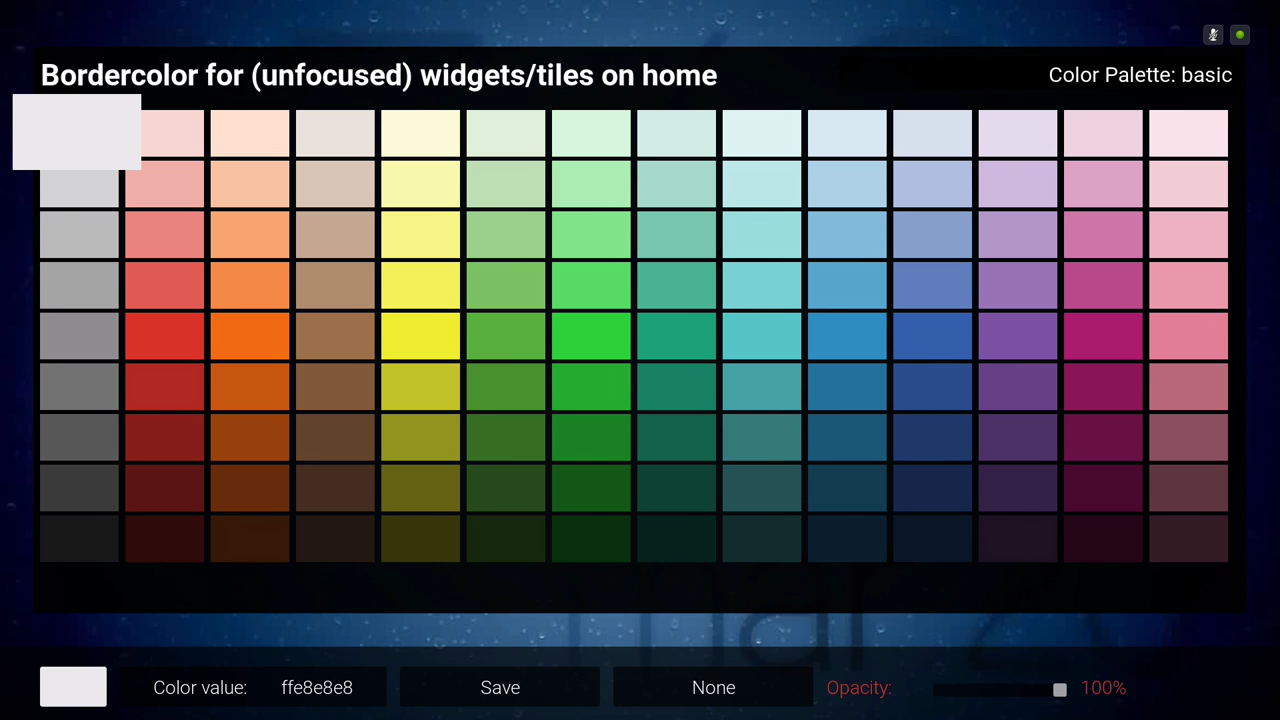 Bordercolor for (unfocused) widgets/tiles on home
Color Palette: basic
Color value: ffe8e8e8
Save
None
Opacity: 100%